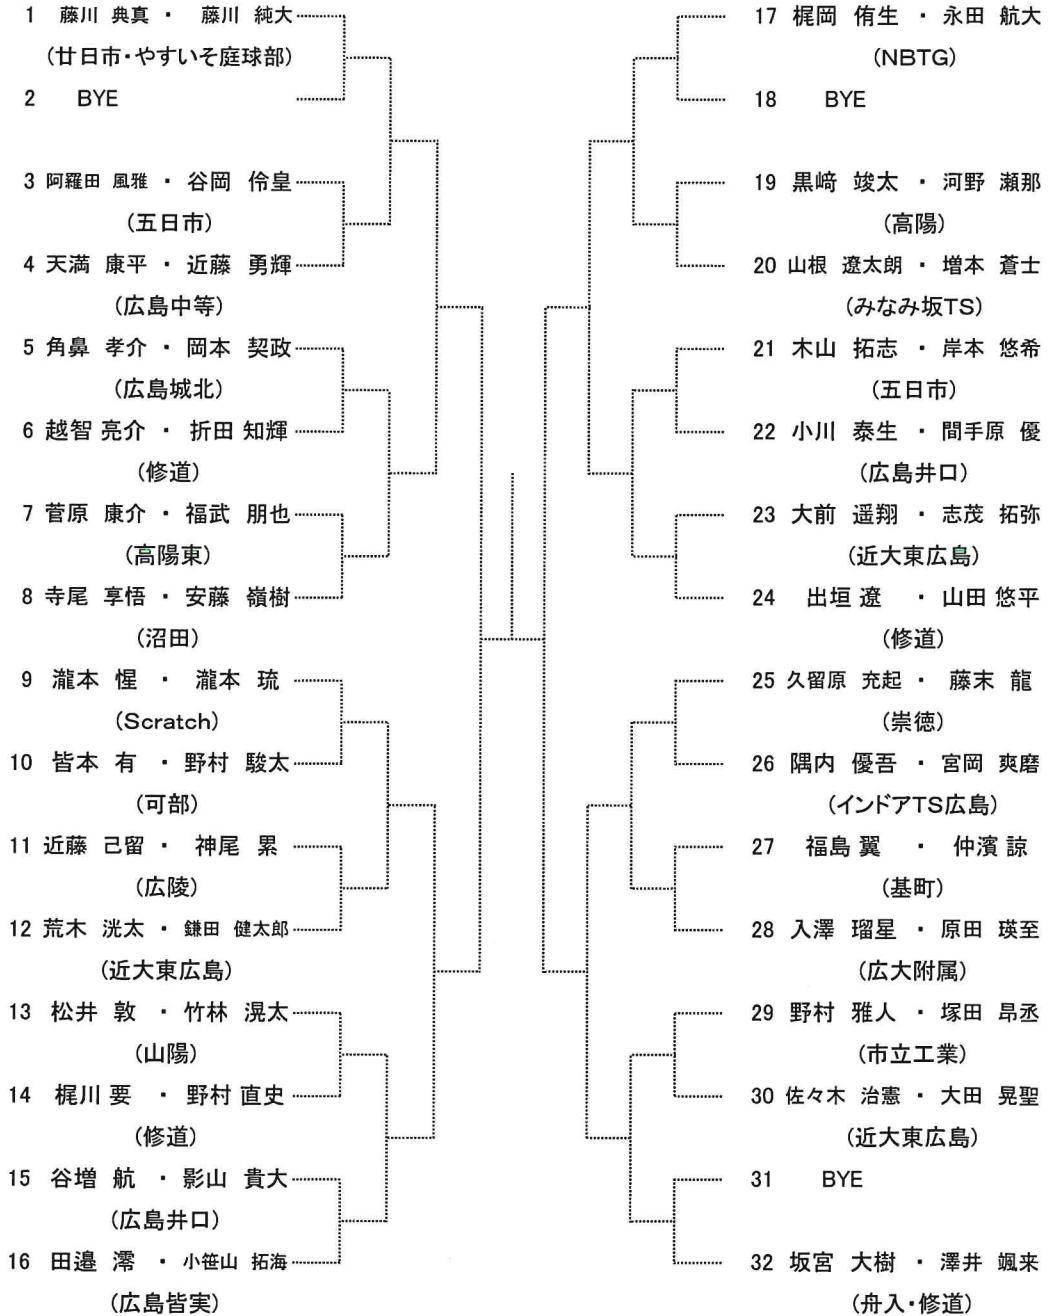 1 藤川 典真 ・ 藤川 純大
(廿日市・やすいそ庭球部)
2 BYE
3 阿羅田 風雅 ・ 谷岡 伶皇
(五日市)
4 天満 康平 ・ 近藤 勇輝
(広島中等)
5 角鼻 孝介 ・ 岡本 契政
(広島城北)
6 越智 亮介 ・ 折田 知輝
(修道)
7 菅原 康介 ・ 福武 朋也
(高陽東)
8 寺尾 享悟 ・ 安藤 嶺樹
(沼田)
9 瀧本 惺 ・ 瀧本 琉
(Scratch)
10 皆本 有 ・ 野村 駿太
(可部)
11 近藤 己留 ・ 神尾 累
(広陵)
12 荒木 洸太 ・ 鎌田 健太郎
(近大東広島)
13 松井 敦 ・ 竹林 滉太
(山陽)
14 梶川 要 ・ 野村 直史
(修道)
15 谷増 航 ・ 影山 貴大
(広島井口)
16 田邉 澪 ・ 小笹山 拓海
(広島皆実)
17 梶岡 侑生 ・ 永田 航大
(NBTG)
18 BYE
19 黒﨑 竣太 ・ 河野 瀬那
(高陽)
20 山根 遼太朗 ・ 増本 蒼士
(みなみ坂TS)
21 木山 拓志 ・ 岸本 悠希
(五日市)
22 小川 泰生 ・ 間手原 優
(広島井口)
23 大前 遥翔 ・ 志茂 拓弥
(近大東広島)
24 出垣 遼 ・ 山田 悠平
(修道)
25 久留原 充起 ・ 藤末 龍
(崇徳)
26 隅内 優吾 ・ 宮岡 爽磨
(インドアTS広島)
27 福島 翼 ・ 仲濱 諒
(基町)
28 入澤 瑠星 ・ 原田 瑛至
(広大附属)
29 野村 雅人 ・ 塚田 昂丞
(市立工業)
30 佐々木 治憲 ・ 大田 晃聖
(近大東広島)
31 BYE
32 坂宮 大樹 ・ 澤井 颯来
(舟入・修道)